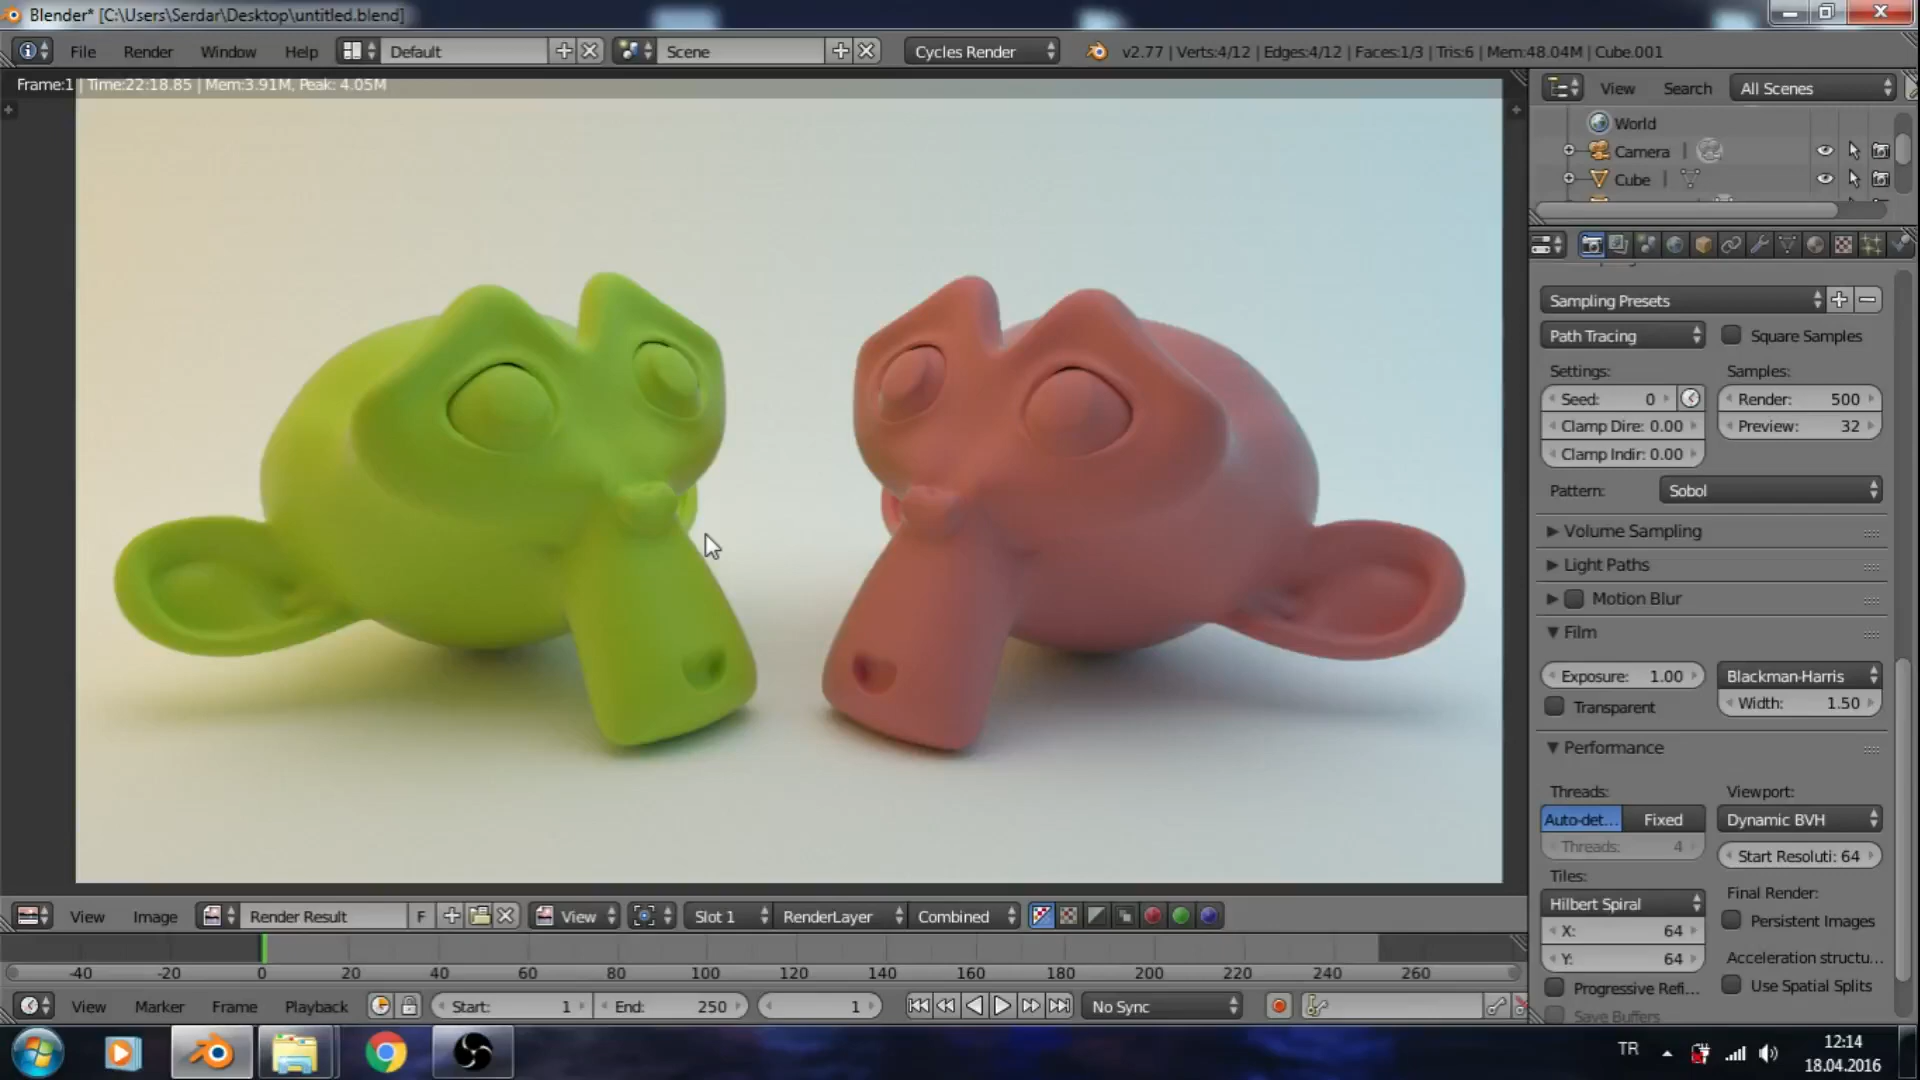 Blender* [C:\Users\Serdar\Desktop\untitled.blend]
File Render Window Help Default Scene Cycles Render v2.77 | Verts:4/12 | Edges:4/12 | Faces:1/3 | Tris:6 | Mem:48.04M | Cube.001
Frame:1 | Time:22:18.85 | Mem:3.91M, Peak: 4.05M
View Search All Scenes
World
Camera
Cube
Sampling Presets
Path Tracing Square Samples
Settings: Samples:
Seed: 0 Render: 500
Clamp Dire: 0.00 Preview: 32
Clamp Indir: 0.00
Pattern: Sobol
Volume Sampling
Light Paths
Motion Blur
Film
Exposure: 1.00 Blackman-Harris
Transparent Width: 1.50
Performance
Threads: Viewport:
Auto-det... Fixed Dynamic BVH
Threads: 4 Start Resoluti: 64
Tiles: Final Render:
Hilbert Spiral Persistent Images
X: 64
Y: 64 Acceleration structu...
Progressive Refi... Use Spatial Splits
Save Buffers
View Image Render Result F View Slot 1 RenderLayer Combined
-40 -20 0 20 40 60 80 100 120 140 160 180 200 220 240 260
View Marker Frame Playback Start: 1 End: 250 1 No Sync
TR 12:14
18.04.2016